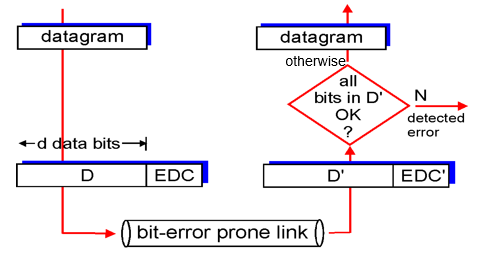 datagram
datagram
otherwise
all
bits in D'
OK
?
N
detected
error
d data bits
D
EDC
D'
EDC'
bit-error prone link